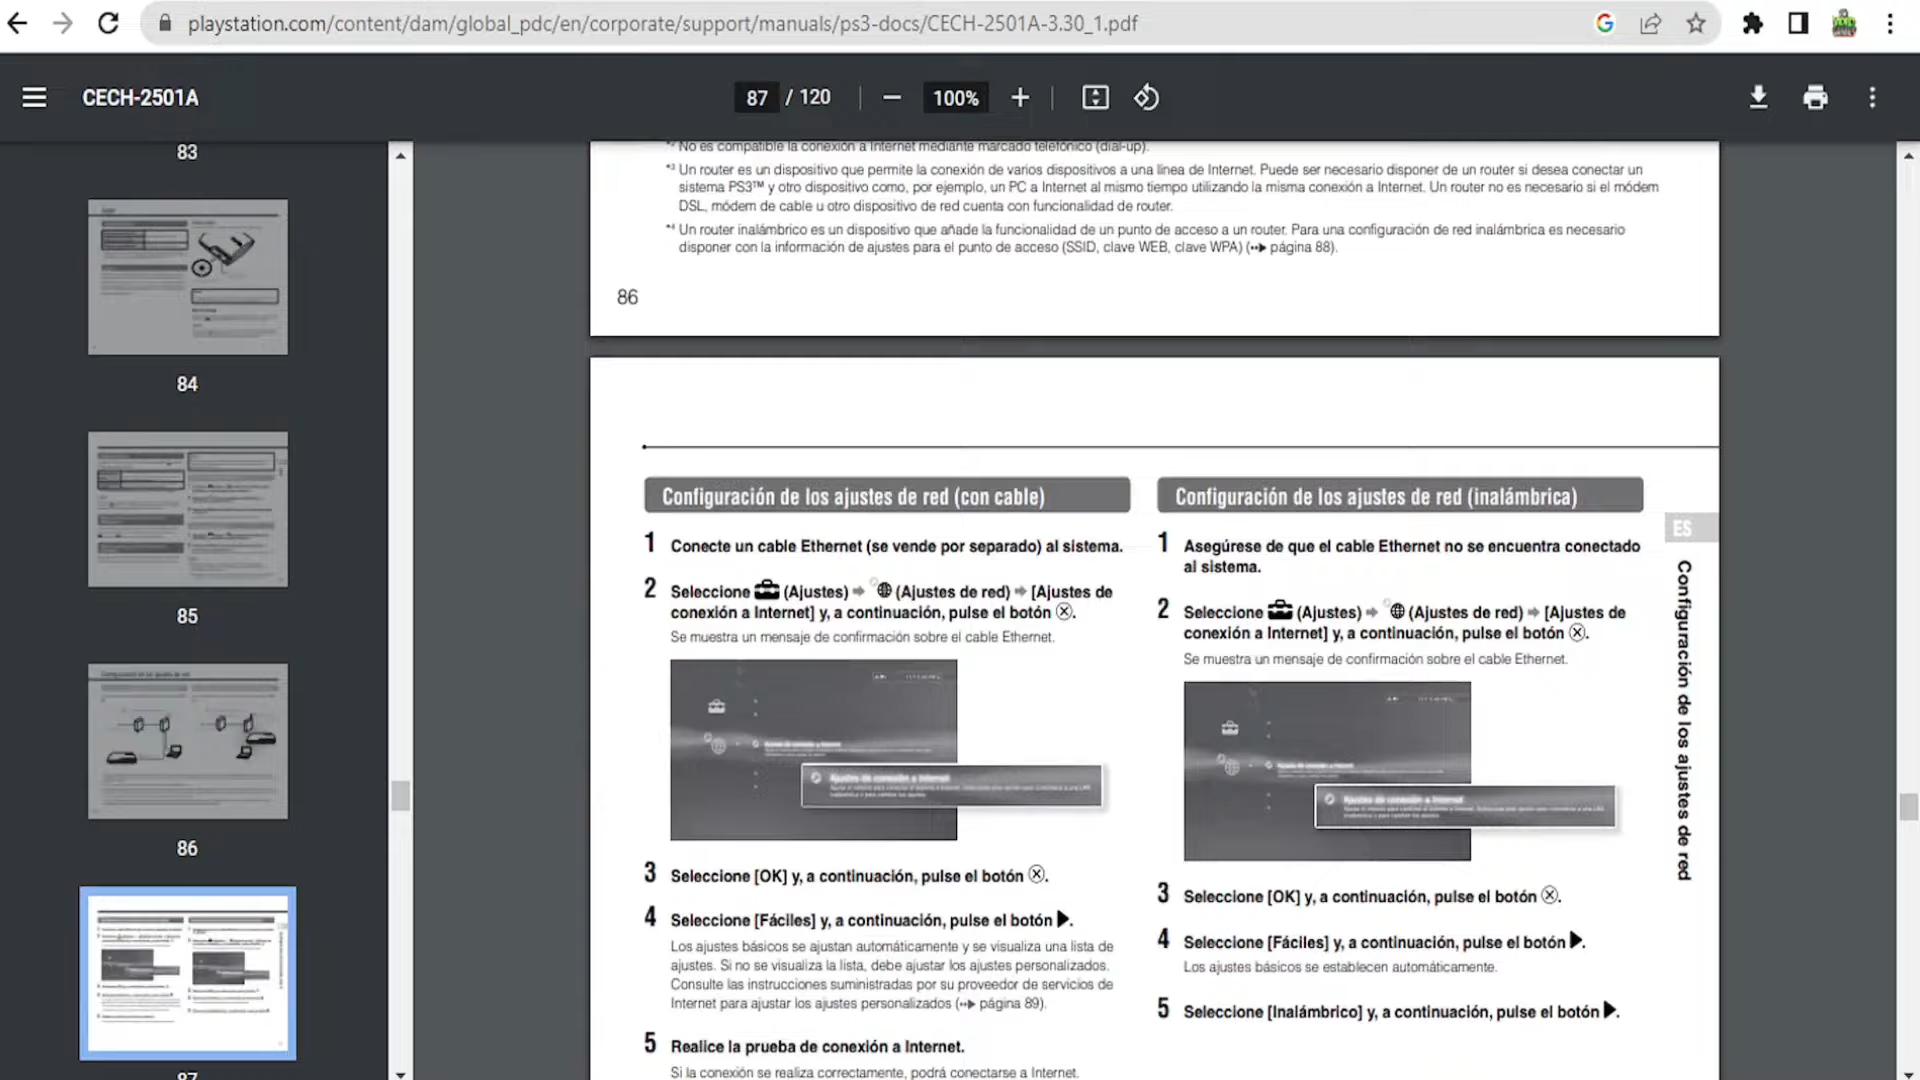 playstation.com/content/dam/global_pdc/en/corporate/support/manuals/ps3-docs/CECH-2501A-3.30_1.pdf
CECH-2501A
87 / 120
100%
83
84
85
86
87
*² No es compatible la conexión a Internet mediante marcado telefónico (dial-up).
*³ Un router es un dispositivo que permite la conexión de varios dispositivos a una línea de Internet. Puede ser necesario disponer de un router si desea conectar un
sistema PS3™ y otro dispositivo como, por ejemplo, un PC a Internet al mismo tiempo utilizando la misma conexión a Internet. Un router no es necesario si el módem
DSL, módem de cable u otro dispositivo de red cuenta con funcionalidad de router.
*⁴ Un router inalámbrico es un dispositivo que añade la funcionalidad de un punto de acceso a un router. Para una configuración de red inalámbrica es necesario
disponer con la información de ajustes para el punto de acceso (SSID, clave WEB, clave WPA) (página 88).
86
Configuración de los ajustes de red (con cable)
1 Conecte un cable Ethernet (se vende por separado) al sistema.
2 Seleccione (Ajustes) ➡ (Ajustes de red) ➡ [Ajustes de
conexión a Internet] y, a continuación, pulse el botón ⊗.
Se muestra un mensaje de confirmación sobre el cable Ethernet.
Ajustes de conexión a Internet
Ajustes de conexión a Internet
3 Seleccione [OK] y, a continuación, pulse el botón ⊗.
4 Seleccione [Fáciles] y, a continuación, pulse el botón ▶.
Los ajustes básicos se ajustan automáticamente y se visualiza una lista de
ajustes. Si no se visualiza la lista, debe ajustar los ajustes personalizados.
Consulte las instrucciones suministradas por su proveedor de servicios de
Internet para ajustar los ajustes personalizados (página 89).
5 Realice la prueba de conexión a Internet.
Si la conexión se realiza correctamente, podrá conectarse a Internet.
Configuración de los ajustes de red (inalámbrica)
1 Asegúrese de que el cable Ethernet no se encuentra conectado
al sistema.
2 Seleccione (Ajustes) ➡ (Ajustes de red) ➡ [Ajustes de
conexión a Internet] y, a continuación, pulse el botón ⊗.
Se muestra un mensaje de confirmación sobre el cable Ethernet.
Ajustes de conexión a Internet
Ajustes de conexión a Internet
3 Seleccione [OK] y, a continuación, pulse el botón ⊗.
4 Seleccione [Fáciles] y, a continuación, pulse el botón ▶.
Los ajustes básicos se establecen automáticamente.
5 Seleccione [Inalámbrico] y, a continuación, pulse el botón ▶.
ES
Configuración de los ajustes de red